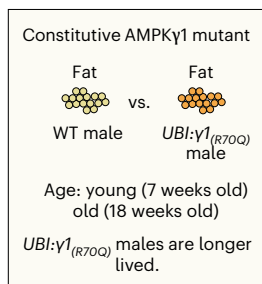 Constitutive AMPKγ1 mutant
Fat Fat
vs.
WT male UBI:γ1(R70Q)
male
Age: young (7 weeks old)
old (18 weeks old)
UBI:γ1(R70Q) males are longer
lived.